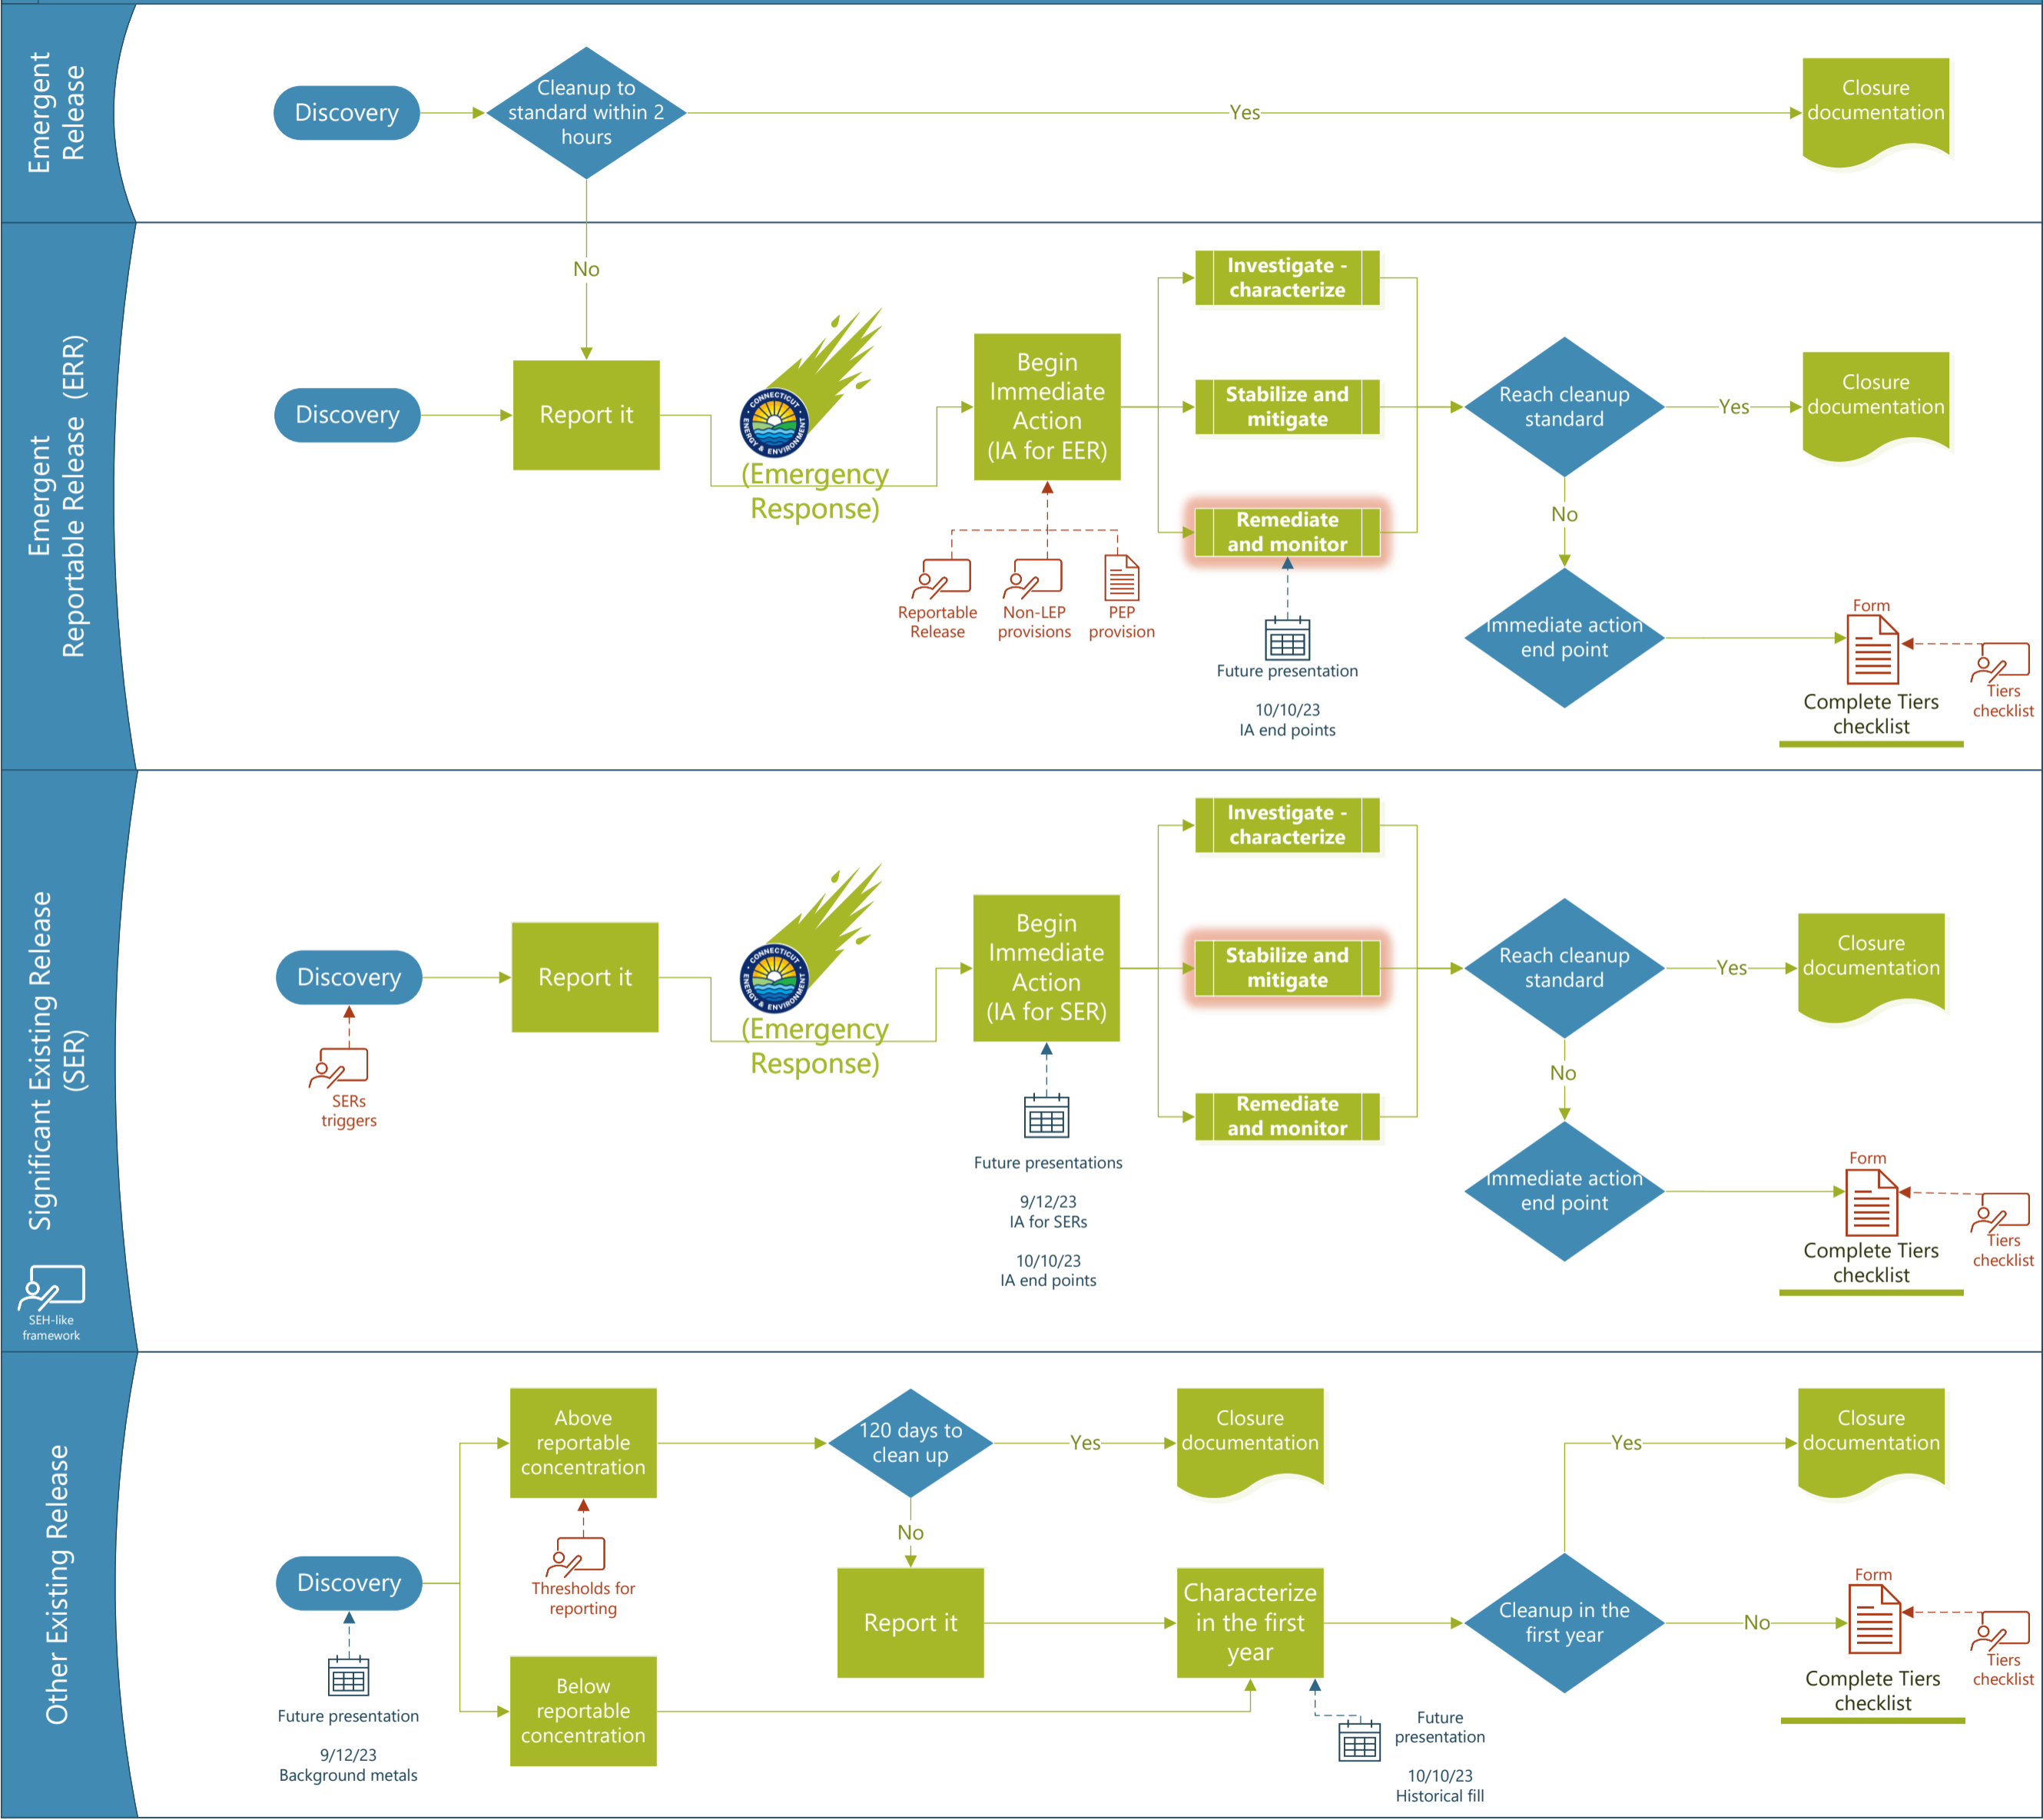 Emergent
Release
Discovery
Cleanup to
standard within 2
hours
Yes
Closure
documentation
No
Emergent
Reportable Release (ERR)
Discovery
Report it
CONNECTICUT
ENERGY & ENVIRONMENT
(Emergency
Response)
Begin
Immediate
Action
(IA for EER)
Reportable
Release
Non-LEP
provisions
PEP
provision
Investigate -
characterize
Stabilize and
mitigate
Remediate
and monitor
Future presentation
10/10/23
IA end points
Reach cleanup
standard
Yes
Closure
documentation
No
Immediate action
end point
Form
Complete Tiers
checklist
Tiers
checklist
Significant Existing Release
(SER)
SEH-like
framework
Discovery
SERs
triggers
Report it
CONNECTICUT
ENERGY & ENVIRONMENT
(Emergency
Response)
Begin
Immediate
Action
(IA for SER)
Future presentations
9/12/23
IA for SERs
10/10/23
IA end points
Investigate -
characterize
Stabilize and
mitigate
Remediate
and monitor
Reach cleanup
standard
Yes
Closure
documentation
No
Immediate action
end point
Form
Complete Tiers
checklist
Tiers
checklist
Other Existing Release
Discovery
Future presentation
9/12/23
Background metals
Above
reportable
concentration
Thresholds for
reporting
Below
reportable
concentration
120 days to
clean up
Yes
Closure
documentation
No
Report it
Characterize
in the first
year
Future
presentation
10/10/23
Historical fill
Cleanup in the
first year
Yes
Closure
documentation
No
Form
Complete Tiers
checklist
Tiers
checklist